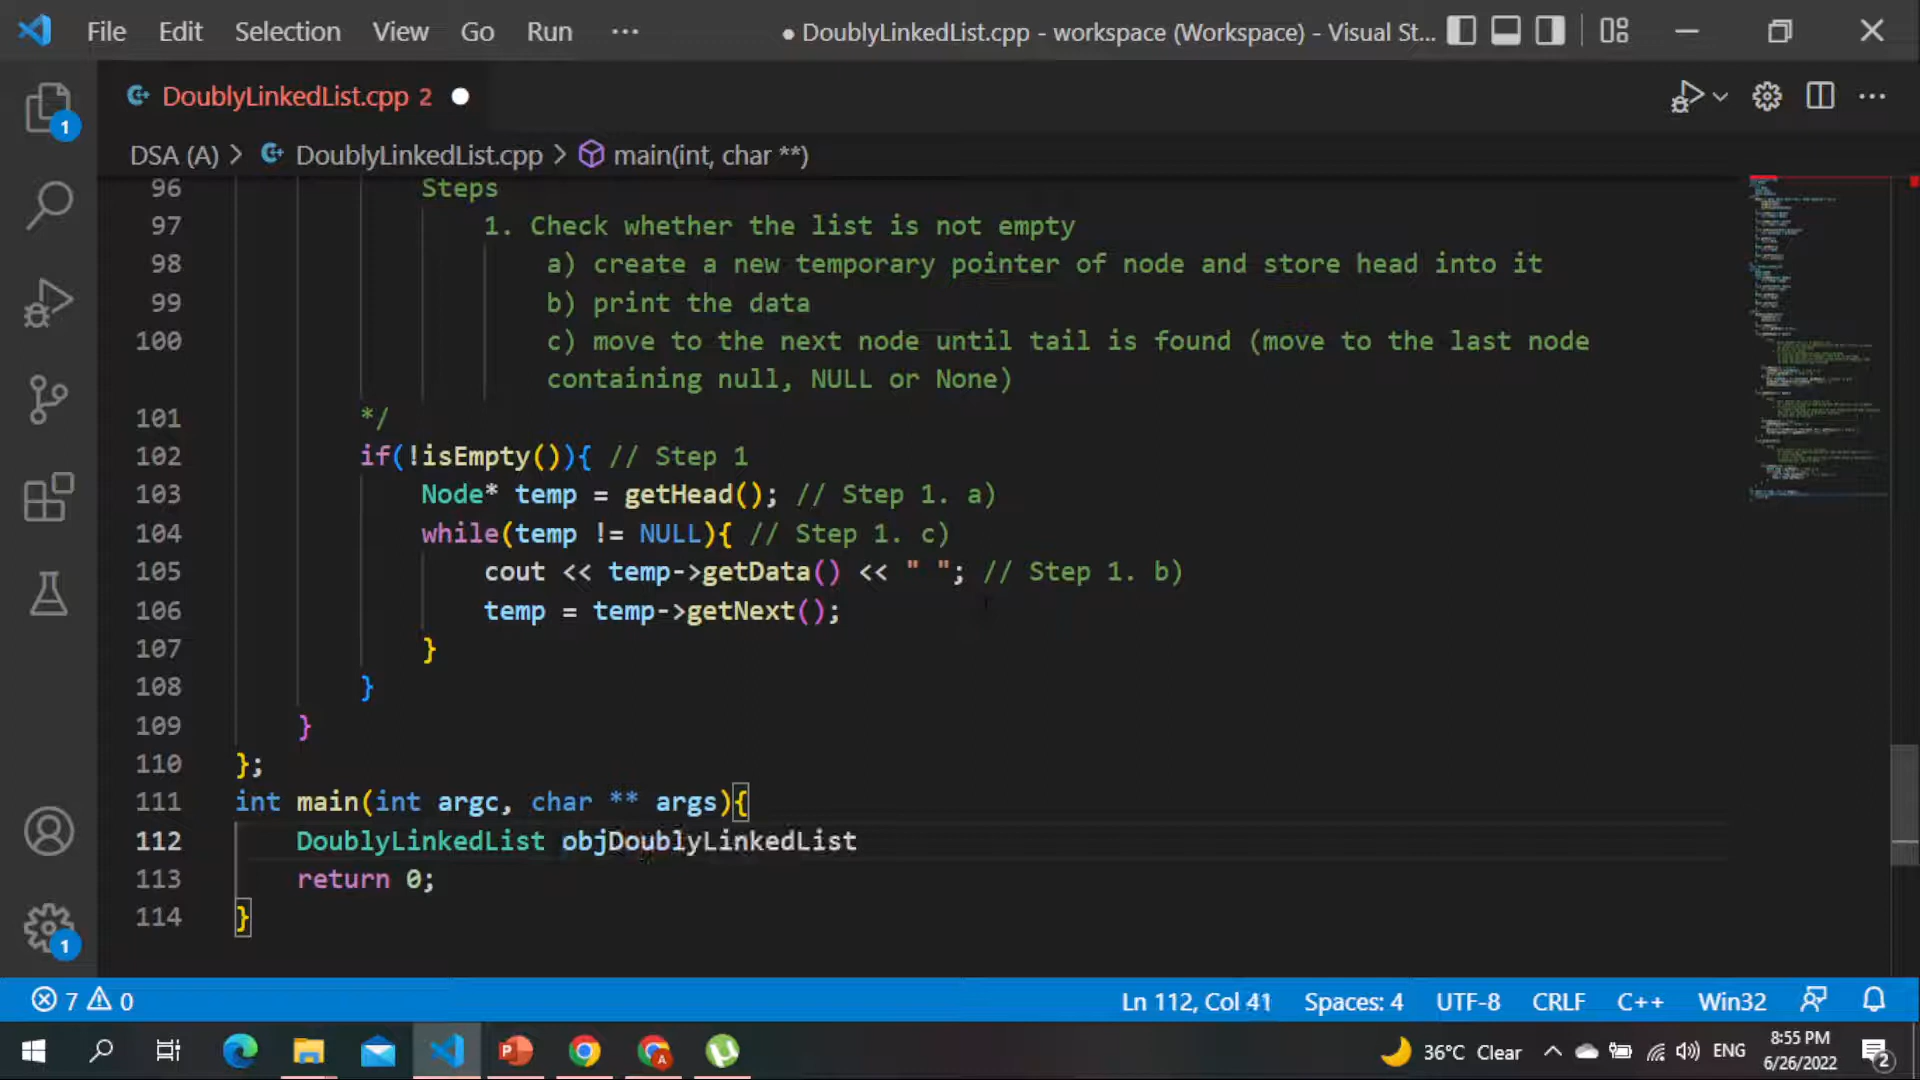 File Edit Selection View Go Run ··· ● DoublyLinkedList.cpp - workspace (Workspace) - Visual St...
DoublyLinkedList.cpp 2
DSA (A) > DoublyLinkedList.cpp > main(int, char **)
96 Steps
97 1. Check whether the list is not empty
98 a) create a new temporary pointer of node and store head into it
99 b) print the data
100 c) move to the next node until tail is found (move to the last node
containing null, NULL or None)
101 */
102 if(!isEmpty()){ // Step 1
103 Node* temp = getHead(); // Step 1. a)
104 while(temp != NULL){ // Step 1. c)
105 cout << temp->getData() << " "; // Step 1. b)
106 temp = temp->getNext();
107 }
108 }
109 }
110 };
111 int main(int argc, char ** args){
112 DoublyLinkedList objDoublyLinkedList
113 return 0;
114 }
1
1
7 0 Ln 112, Col 41 Spaces: 4 UTF-8 CRLF C++ Win32
36°C Clear ENG 8:55 PM
6/26/2022
2